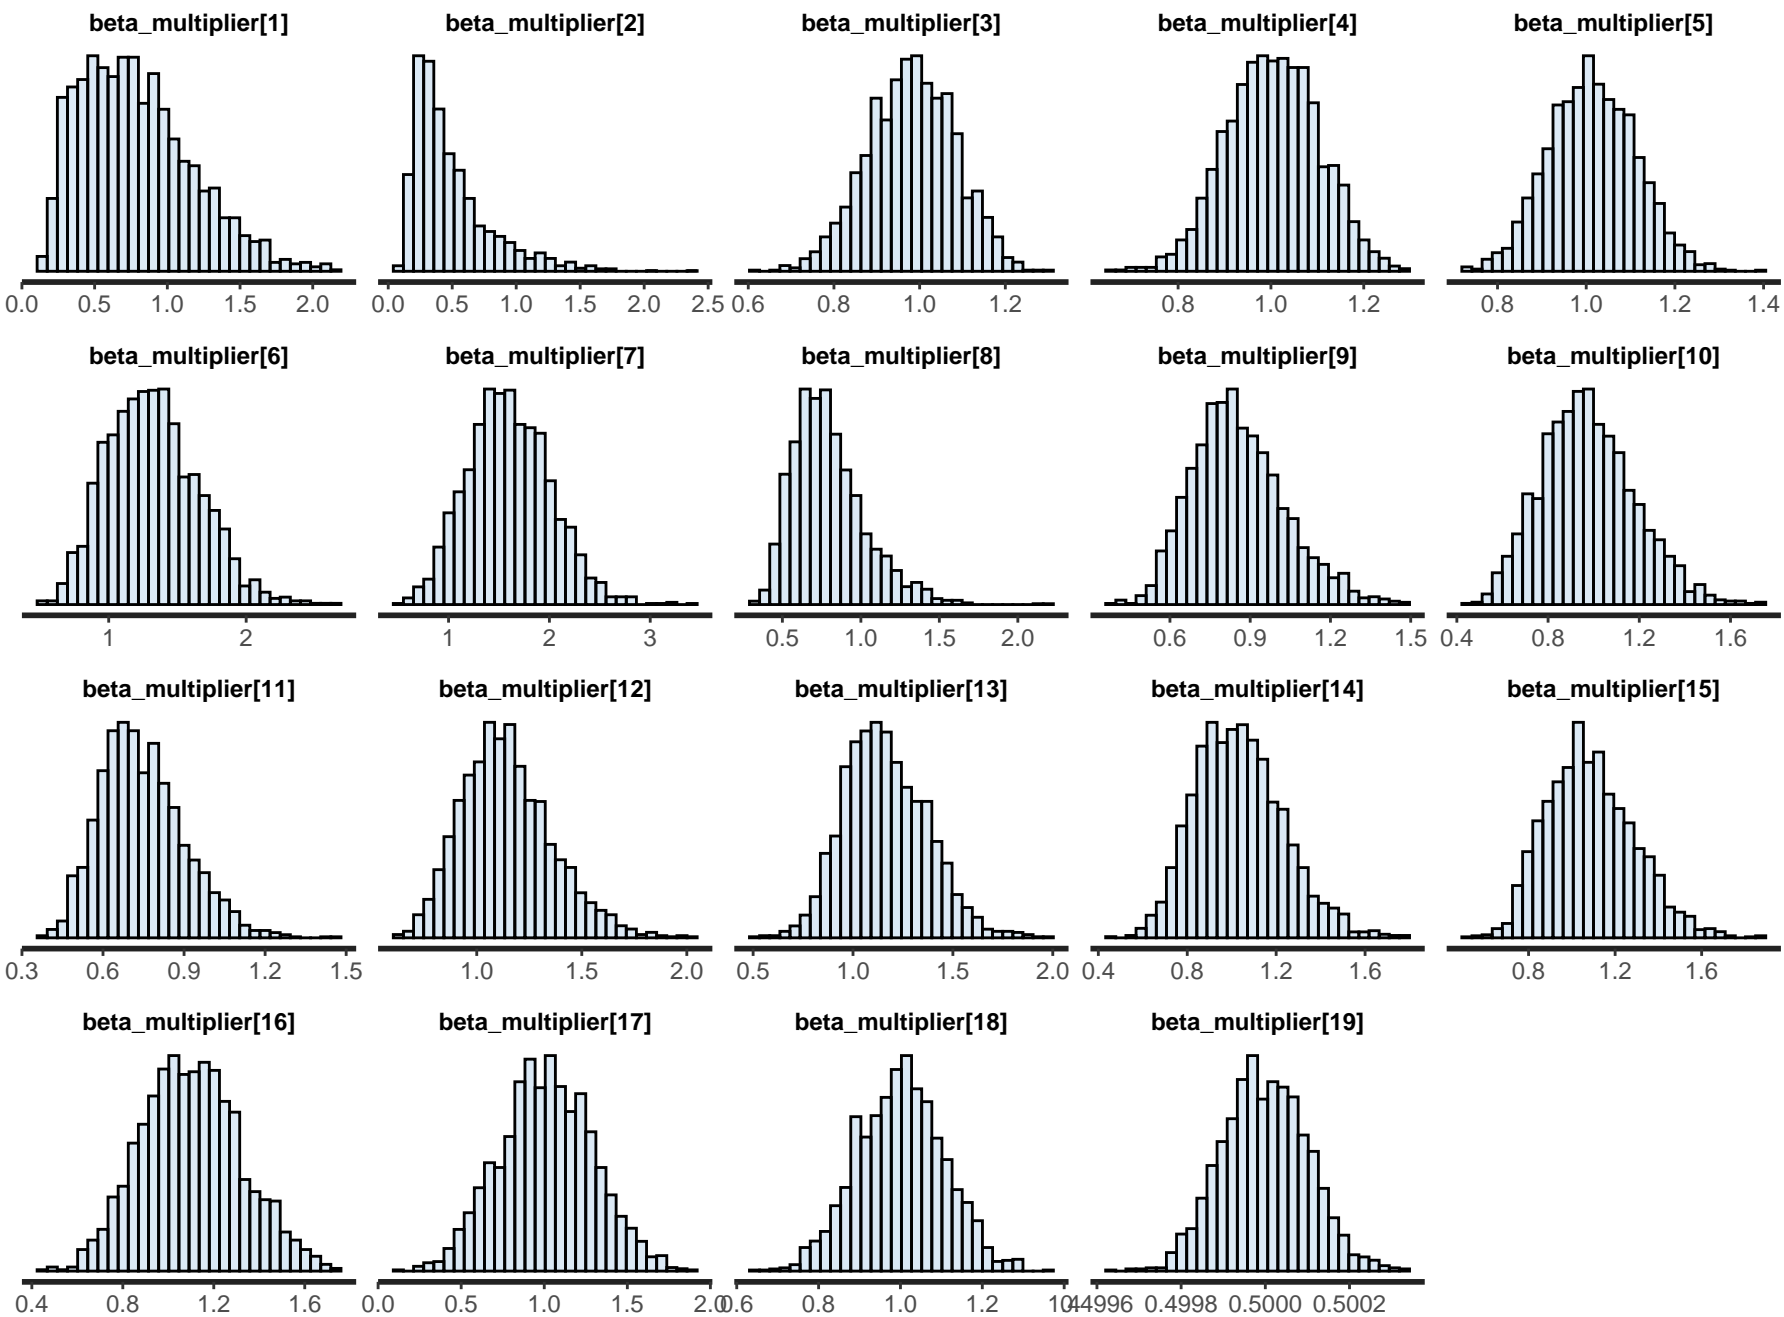 beta_multiplier[1] beta_multiplier[2] beta_multiplier[3] beta_multiplier[4] beta_multiplier[5]
0.0 0.5 1.0 1.5 2.0 0.0 0.5 1.0 1.5 2.0 2.5 0.6 0.8 1.0 1.2 0.8 1.0 1.2 0.8 1.0 1.2 1.4
beta_multiplier[6] beta_multiplier[7] beta_multiplier[8] beta_multiplier[9] beta_multiplier[10]
1 2 1 2 3 0.5 1.0 1.5 2.0 0.6 0.9 1.2 1.5 0.4 0.8 1.2 1.6
beta_multiplier[11] beta_multiplier[12] beta_multiplier[13] beta_multiplier[14] beta_multiplier[15]
0.3 0.6 0.9 1.2 1.5 1.0 1.5 2.0 0.5 1.0 1.5 2.0 0.4 0.8 1.2 1.6 0.8 1.2 1.6
beta_multiplier[16] beta_multiplier[17] beta_multiplier[18] beta_multiplier[19]
0.4 0.8 1.2 1.6 0.0 0.5 1.0 1.5 2.0 0.6 0.8 1.0 1.2 1.4 0.4996 0.4998 0.5000 0.5002